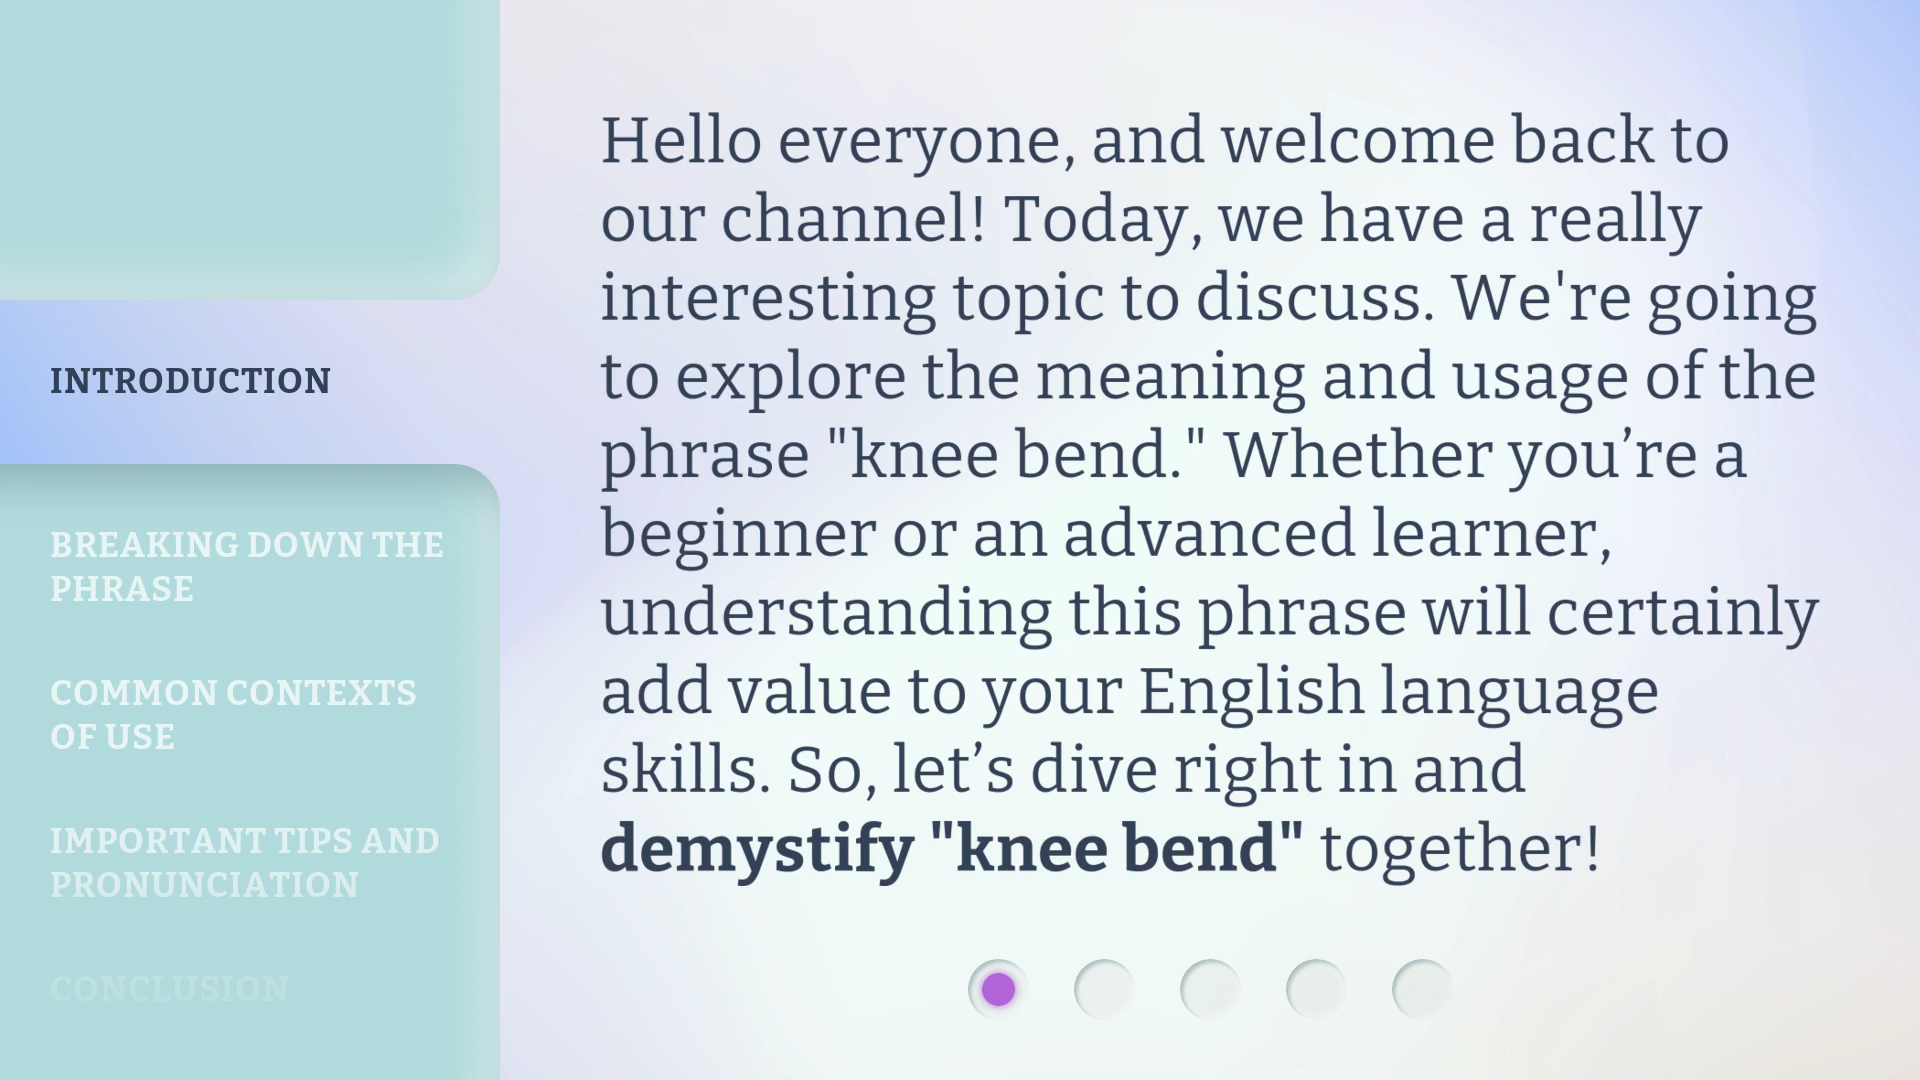 INTRODUCTION
BREAKING DOWN THE
PHRASE
COMMON CONTEXTS
OF USE
IMPORTANT TIPS AND
PRONUNCIATION
CONCLUSION
Hello everyone, and welcome back to
our channel! Today, we have a really
interesting topic to discuss. We're going
to explore the meaning and usage of the
phrase "knee bend." Whether you’re a
beginner or an advanced learner,
understanding this phrase will certainly
add value to your English language
skills. So, let’s dive right in and
demystify "knee bend" together!